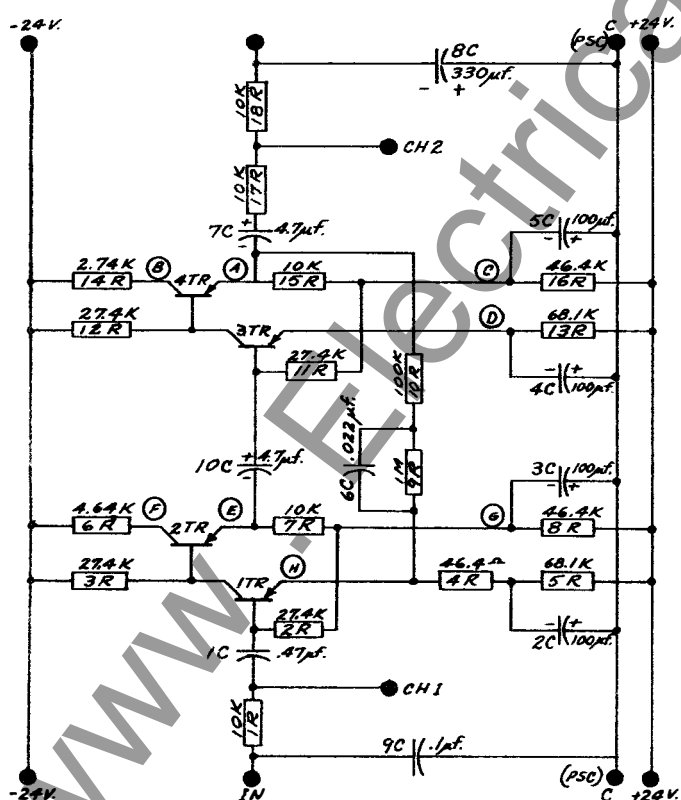 -24V.
C +24V.
(PSC)
8C
330µf.
- +
10K
18R
CH2
10K
17R
7C + 4.7µf.
-
5C 100µf.
- +
2.74K B 4TR A 10K C 46.4K
14R 15R 16R
27.4K 3TR D 68.1K
12R 13R
27.4K
11R
100K
10R
- +
4C 100µf.
.022µf.
6C
1M
9R
10C + 4.7µf.
-
3C 100µf.
- +
4.64K F 2TR E 10K G 46.4K
6R 7R 8R
27.4K 1TR H 46.4Ω 68.1K
3R 4R 5R
27.4K
2R
- +
2C 100µf.
1C .47µf.
CH1
10K
1R
9C .1µf.
(PSC)
-24V. IN C +24V.
www.Electrica